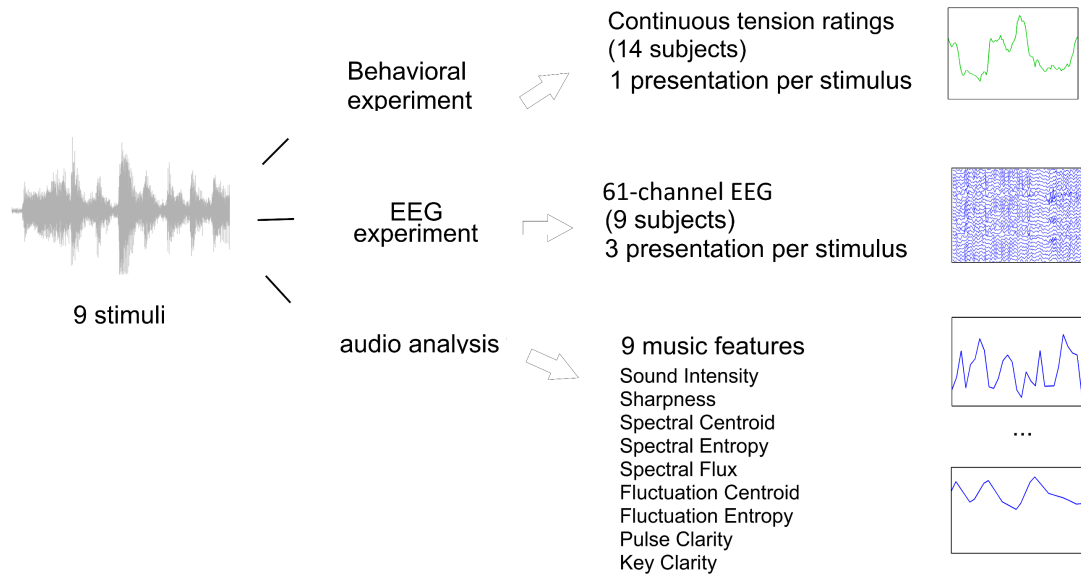 9 stimuli
Behavioral
experiment
Continuous tension ratings
(14 subjects)
1 presentation per stimulus
EEG
experiment
61-channel EEG
(9 subjects)
3 presentation per stimulus
audio analysis
9 music features
Sound Intensity
Sharpness
Spectral Centroid
Spectral Entropy
Spectral Flux
Fluctuation Centroid
Fluctuation Entropy
Pulse Clarity
Key Clarity
...